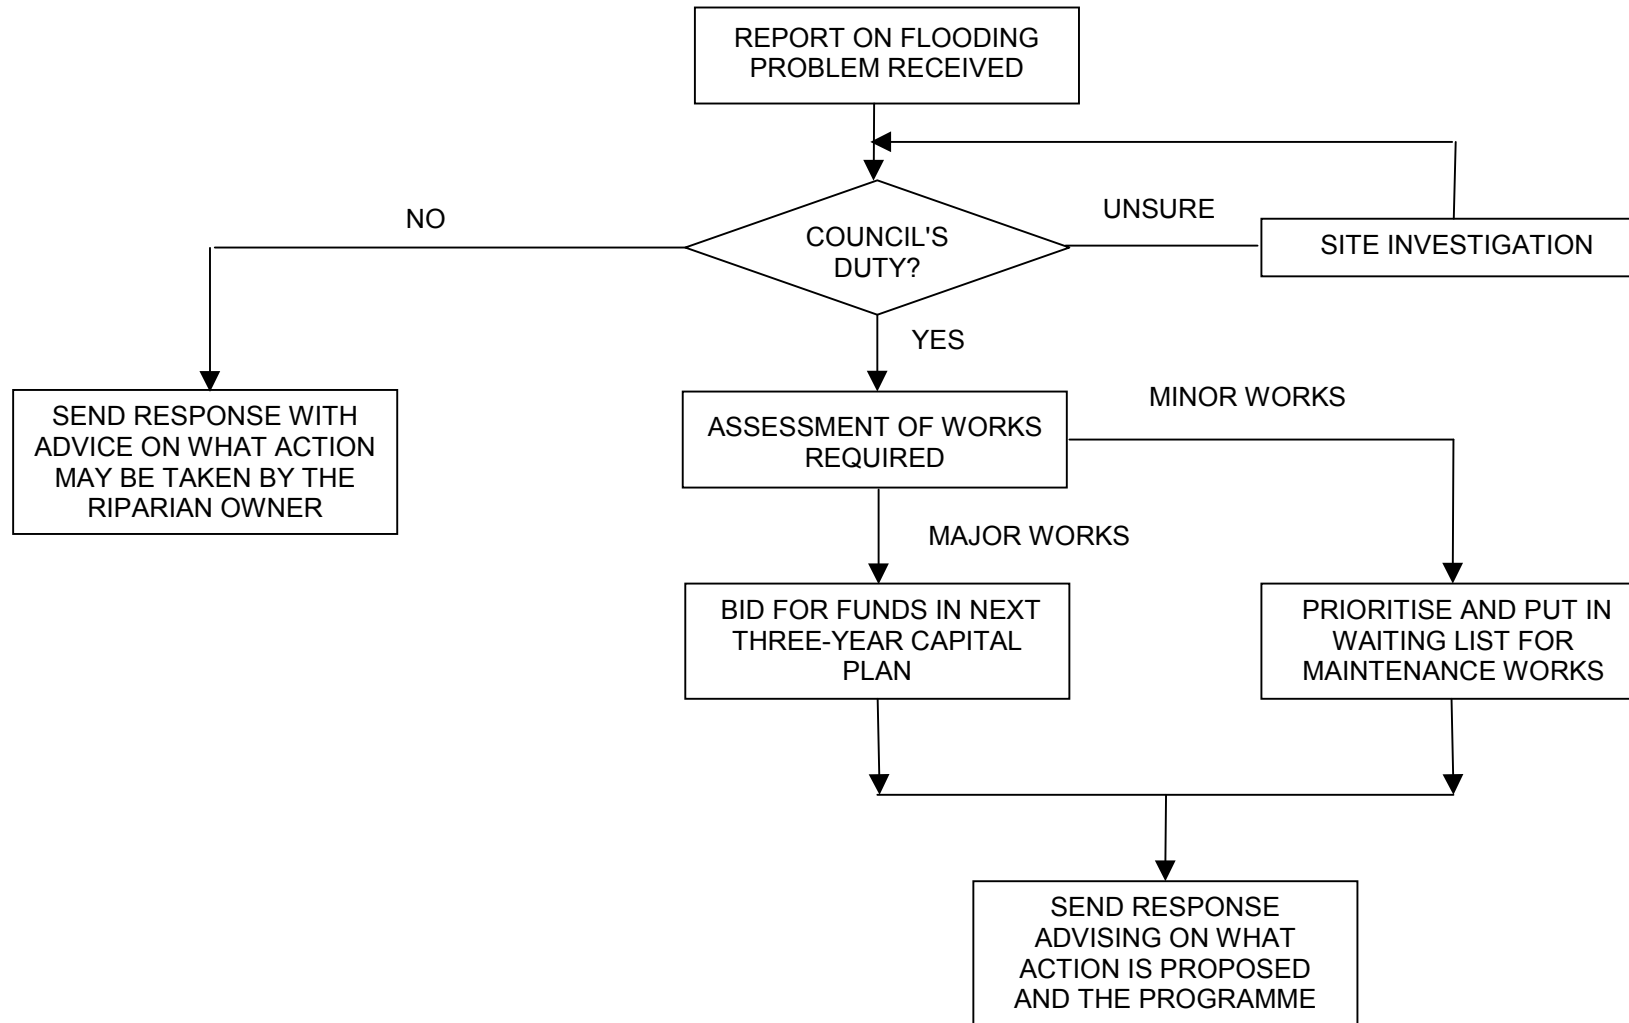 REPORT ON FLOODING
PROBLEM RECEIVED
NO
UNSURE
COUNCIL'S
DUTY?
SITE INVESTIGATION
YES
SEND RESPONSE WITH
ADVICE ON WHAT ACTION
MAY BE TAKEN BY THE
RIPARIAN OWNER
ASSESSMENT OF WORKS
REQUIRED
MINOR WORKS
MAJOR WORKS
BID FOR FUNDS IN NEXT
THREE-YEAR CAPITAL
PLAN
PRIORITISE AND PUT IN
WAITING LIST FOR
MAINTENANCE WORKS
SEND RESPONSE
ADVISING ON WHAT
ACTION IS PROPOSED
AND THE PROGRAMME